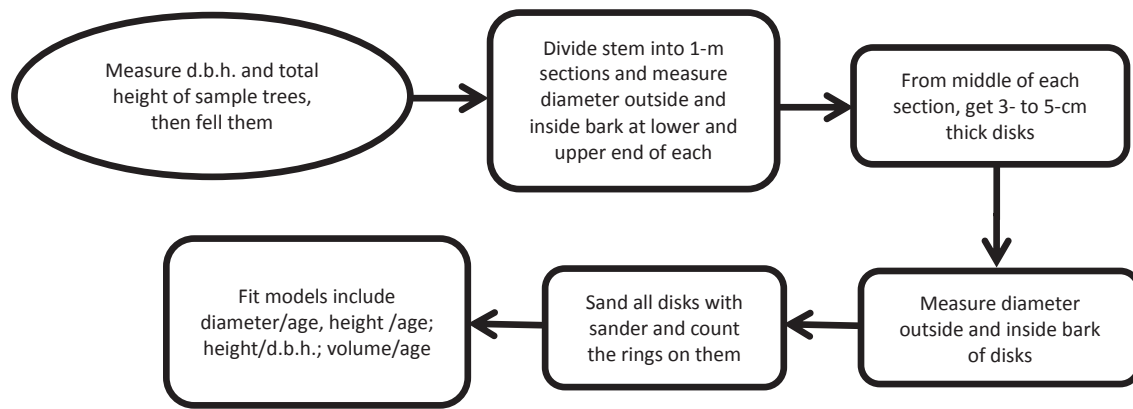 Measure d.b.h. and total
height of sample trees,
then fell them
Divide stem into 1-m
sections and measure
diameter outside and
inside bark at lower and
upper end of each
From middle of each
section, get 3- to 5-cm
thick disks
Measure diameter
outside and inside bark
of disks
Sand all disks with
sander and count
the rings on them
Fit models include
diameter/age, height /age;
height/d.b.h.; volume/age